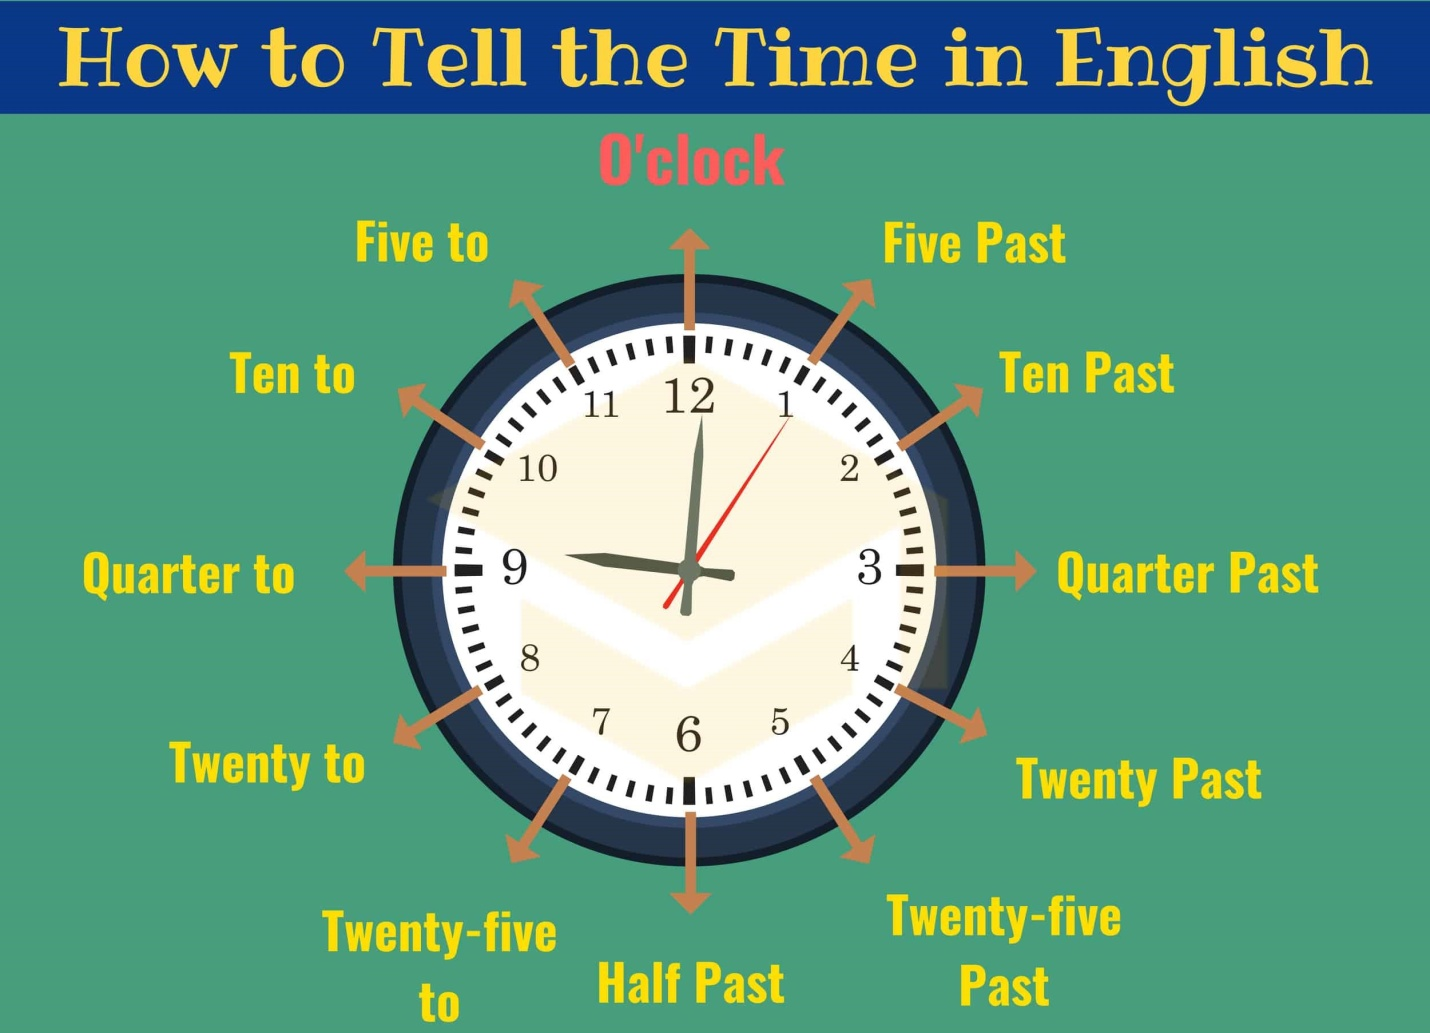 How to Tell the Time in English
O'clock
Five to
Five Past
Ten to
Ten Past
11
12
1
10
2
Quarter to
9
3
Quarter Past
8
4
7
6
5
Twenty to
Twenty Past
Twenty-five
to
Half Past
Twenty-five
Past